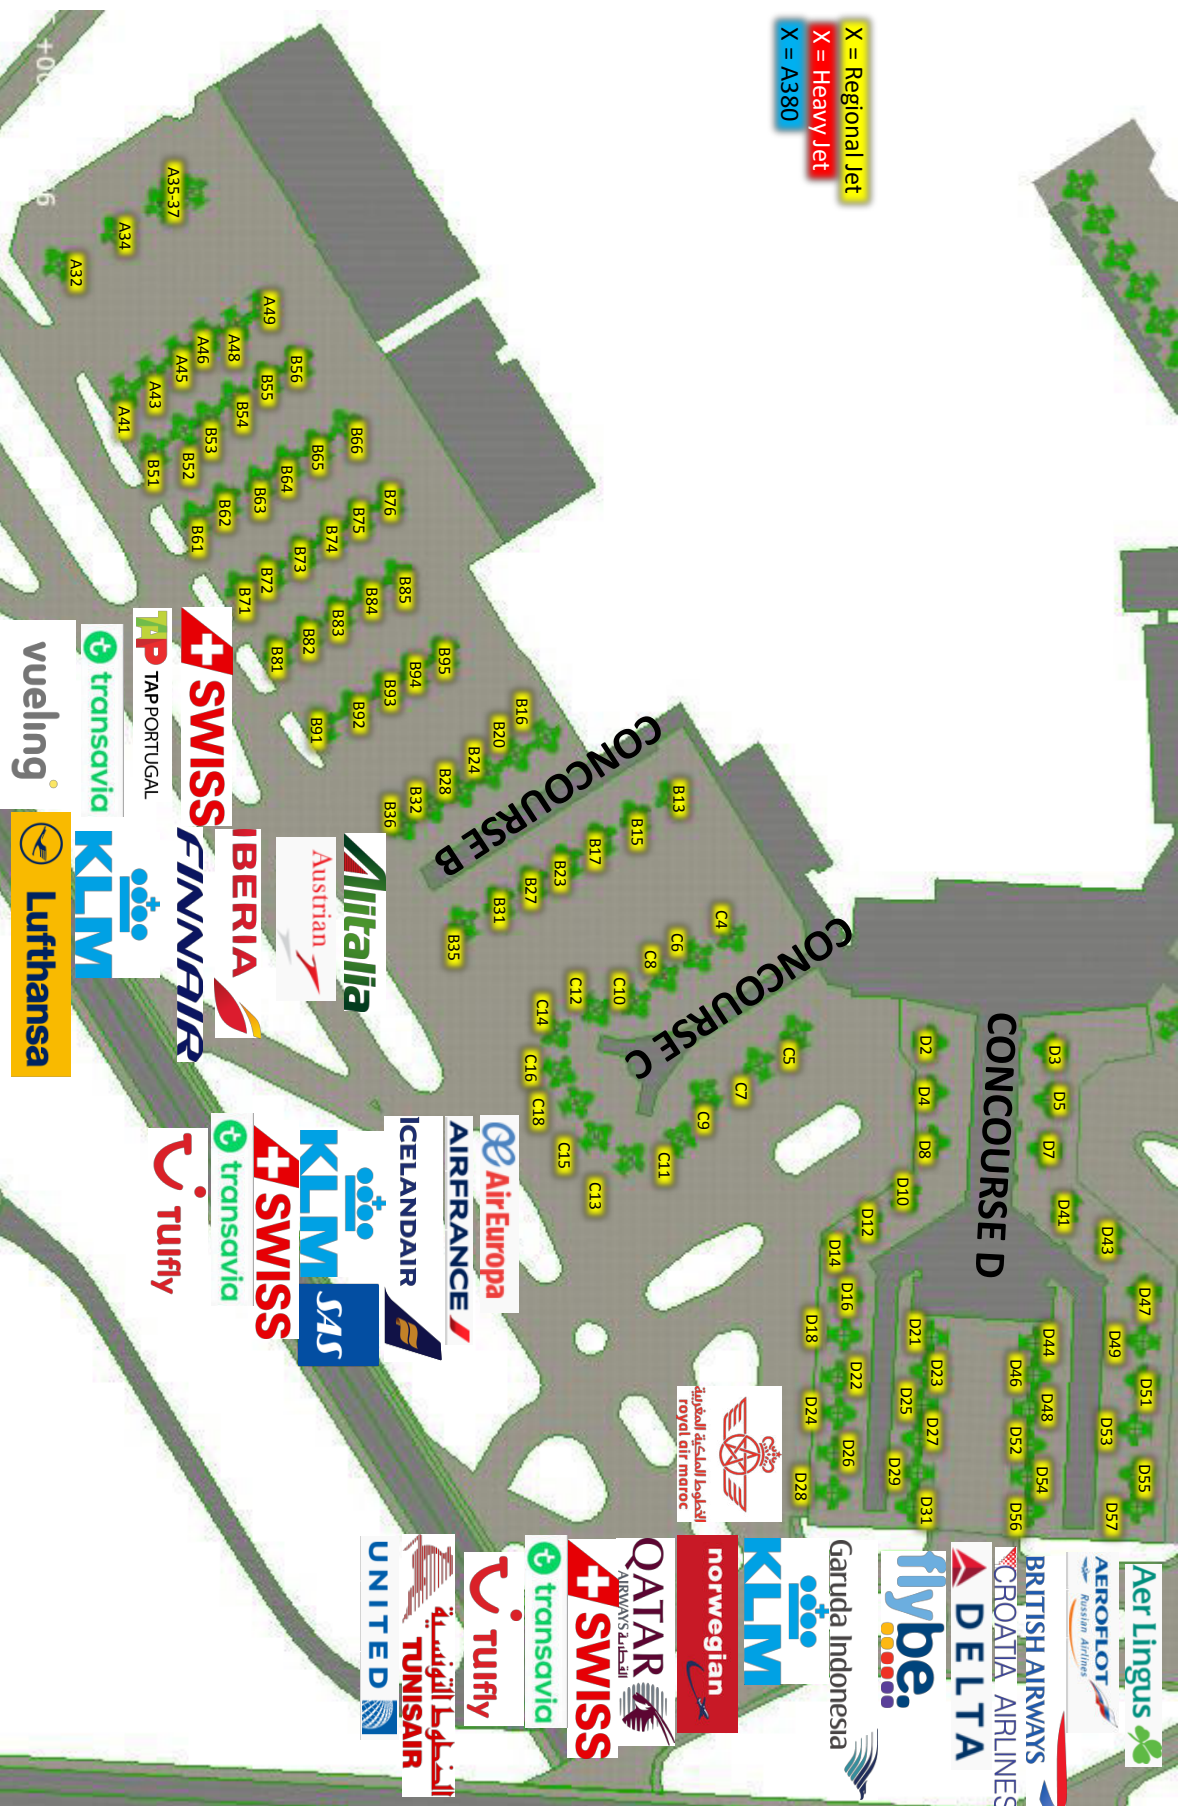 X = Regional Jet
X = Heavy Jet
X = A380
A35-37
A34
A32
A49
A48
A46
A45
A43
A41
B56
B55
B54
B53
B52
B51
B66
B65
B64
B63
B62
B61
B76
B75
B74
B73
B72
B71
B85
B84
B83
B82
B81
B95
B94
B93
B92
B91
B16
B20
B24
B28
B32
B36
CONCOURSE B
B13
B15
B17
B23
B27
B31
B35
C4
C6
C8
C10
C12
C14
C16
C18
C15
C13
C11
C9
C7
C5
CONCOURSE C
CONCOURSE D
D3
D5
D7
D41
D43
D47
D49
D51
D53
D55
D57
D44
D46
D48
D52
D54
D56
D2
D4
D8
D10
D12
D14
D16
D18
D22
D24
D26
D28
D21
D23
D25
D27
D29
D31
SWISS
TAP TAPPORTUGAL
t transavia
vueling
Alitalia
Austrian
IBERIA
FINNAIR
KLM
Lufthansa
AirEuropa
AIRFRANCE
ICELANDAIR
KLM
SAS
SWISS
t transavia
TUIfly
الخطوط الملكية المغربية
royal air maroc
Aer Lingus
AEROFLOT
Russian Airlines
BRITISH AIRWAYS
CROATIA AIRLINES
DELTA
flybe.
Garuda Indonesia
KLM
norwegian
QATAR
AIRWAYS القطرية
SWISS
t transavia
TUIfly
الخطوط التونسية
TUNISAIR
UNITED